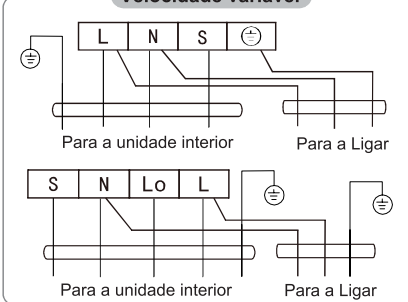 Velocidade variável
L N S
Para a unidade interior Para a Ligar
S N Lo L
Para a unidade interior Para a Ligar